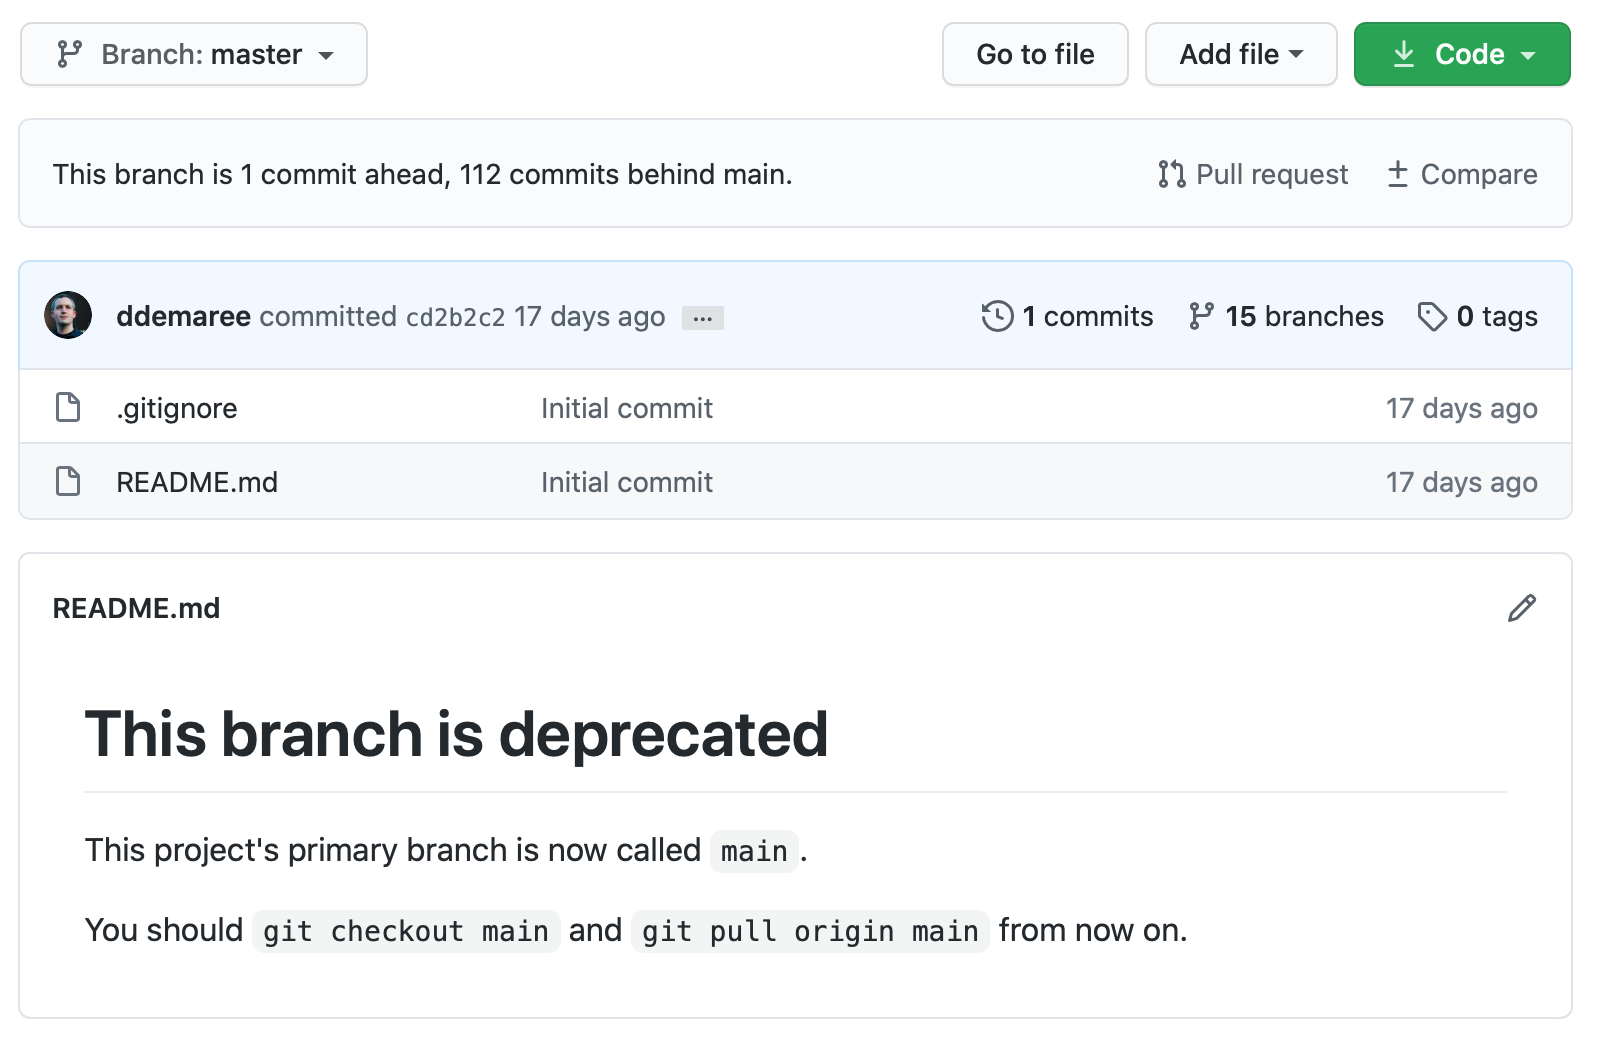 Branch: master Go to file Add file Code
This branch is 1 commit ahead, 112 commits behind main. Pull request Compare
ddemaree committed cd2b2c2 17 days ago ... 1 commits 15 branches 0 tags
.gitignore Initial commit 17 days ago
README.md Initial commit 17 days ago
README.md
This branch is deprecated
This project's primary branch is now called main.
You should git checkout main and git pull origin main from now on.